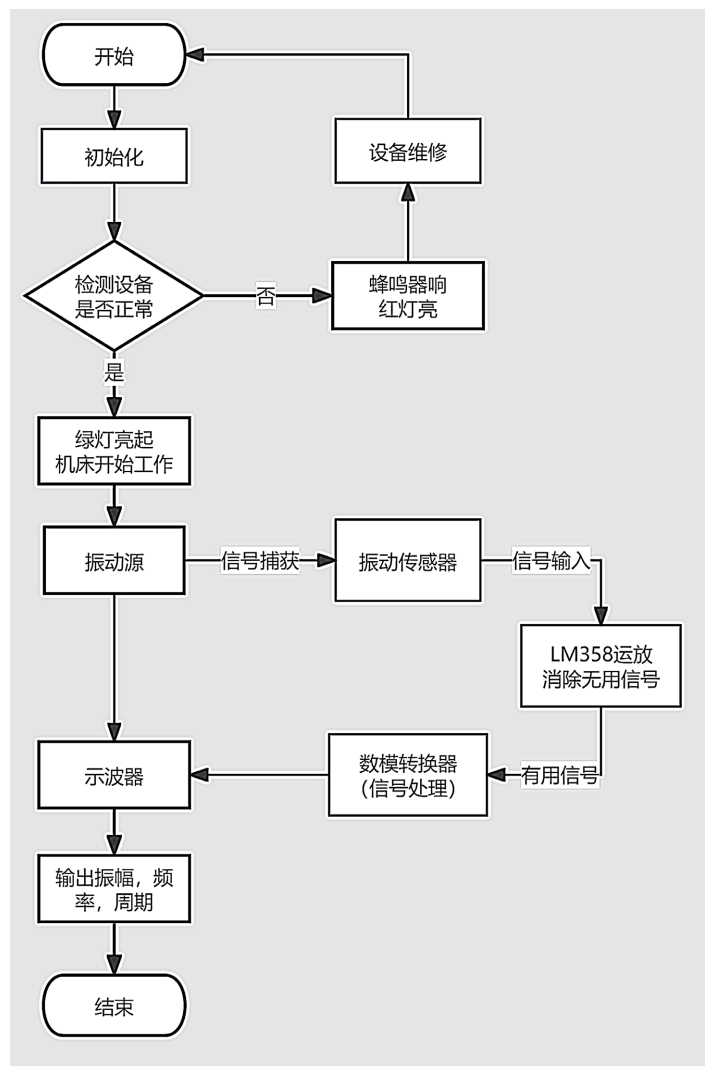 开始
初始化
设备维修
检测设备
是否正常
否
蜂鸣器响
红灯亮
是
绿灯亮起
机床开始工作
振动源
信号捕获
振动传感器
信号输入
LM358运放
消除无用信号
示波器
数模转换器
（信号处理）
有用信号
输出振幅，频
率，周期
结束